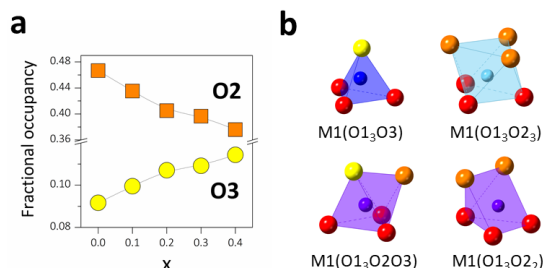 a
Fractional occupancy
0.48
0.44
0.40
0.36
0.10
0.08
O2
O3
0.0 0.1 0.2 0.3 0.4
x
b
M1(O1₃O3)
M1(O1₃O2₃)
M1(O1₃O2O3)
M1(O1₃O2₂)